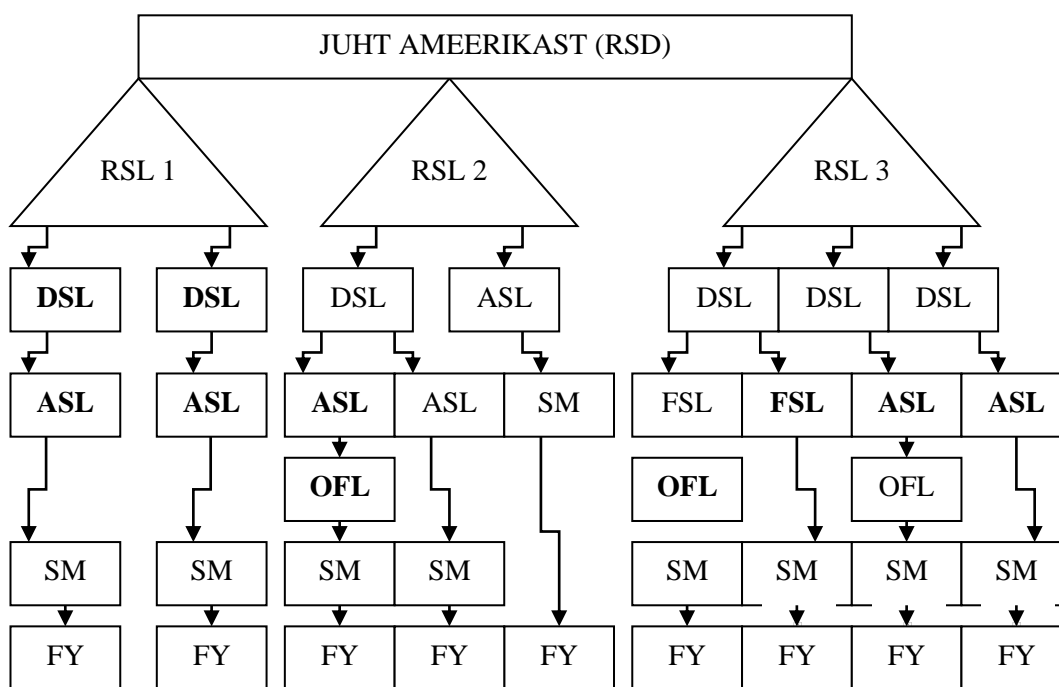 JUHT AMEERIKAST (RSD)
RSL 1 RSL 2 RSL 3
DSL DSL DSL ASL DSL DSL DSL
ASL ASL ASL ASL SM FSL FSL ASL ASL
OFL OFL OFL
SM SM SM SM SM SM SM SM
FY FY FY FY FY FY FY FY FY